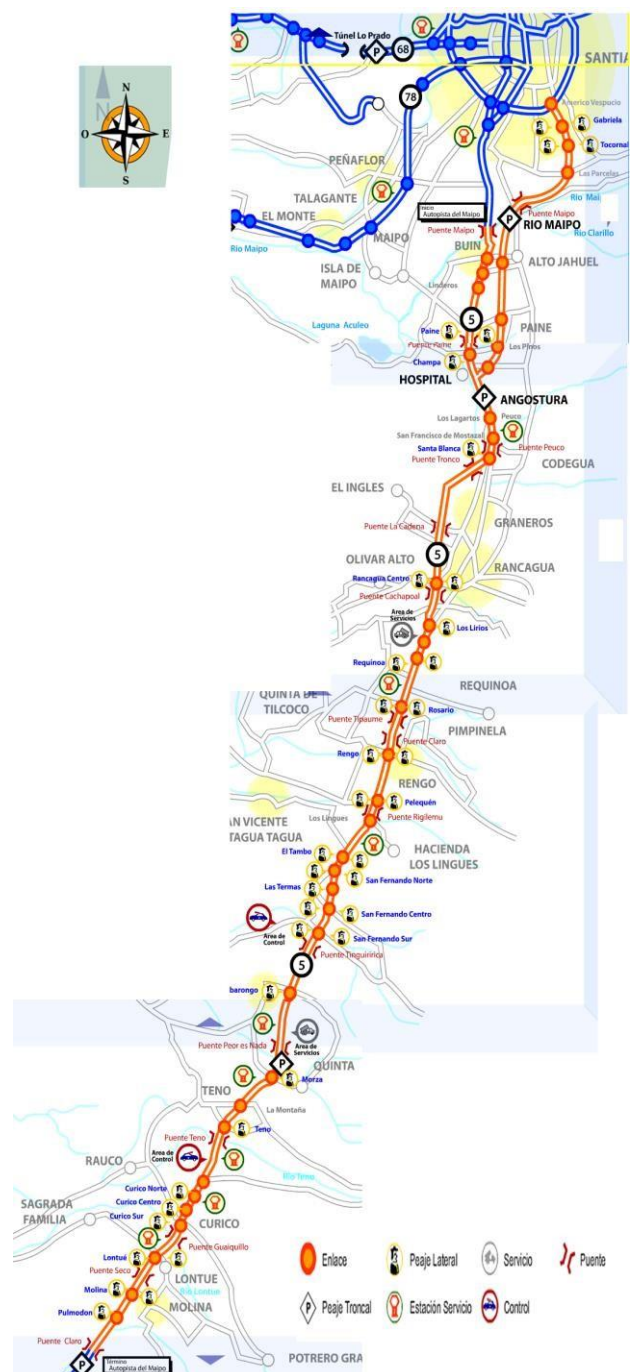 Túnel Lo Prado
P
68
SANTIA
N
N
O
E
S
78
Americo Vespucio
Gabriela
Tocornal
PEÑAFLOR
Las Parcelas
TALAGANTE
Rio Mai
EL MONTE
Inicio
Autopista del Maipo
Puente Maipo
P
RIO MAIPO
Rio Clarillo
MAIPO
Puente Maipo
Rio Maipo
BUIN
ALTO JAHUEL
ISLA DE
MAIPO
Linderos
5
Laguna Aculeo
Paine
PAINE
Puente Paine
Los Pinos
Champa
HOSPITAL
P
ANGOSTURA
Los Lagartos
Peuco
San Francisco de Mostazal
Santa Blanca
Puente Peuco
Puente Tronco
CODEGUA
EL INGLES
GRANEROS
Puente La Cadena
5
OLIVAR ALTO
RANCAGUA
Rancagua Centro
Puente Cachapoal
Area de
Servicios
Los Lirios
Requinoa
REQUINOA
QUINTA DE
TILCOCO
Rosario
Puente Tipaume
PIMPINELA
Puente Claro
Rengo
RENGO
Pelequén
AN VICENTE
TAGUA TAGUA
Los Lingues
Puente Rigilemu
El Tambo
HACIENDA
LOS LINGUES
San Fernando Norte
Las Termas
San Fernando Centro
Area de
Control
San Fernando Sur
Puente Tinguiririca
5
barongo
Puente Peor es Nada
Area de
Servicios
P
QUINTA
Morza
TENO
La Montaña
Teno
Puente Teno
Area de
Control
RAUCO
Rio Teno
Curico Norte
SAGRADA
FAMILIA
Curico Centro
Curico Sur
CURICO
Puente Guaiquillo
Lontué
Puente Seco
LONTUE
Rio Lontue
Molina
MOLINA
Pulmodon
Puente Claro
P
Término
Autopista del Maipo
POTRERO GRA
Enlace
Peaje Lateral
Servicio
Puente
P
Peaje Troncal
Estación Servicio
Control